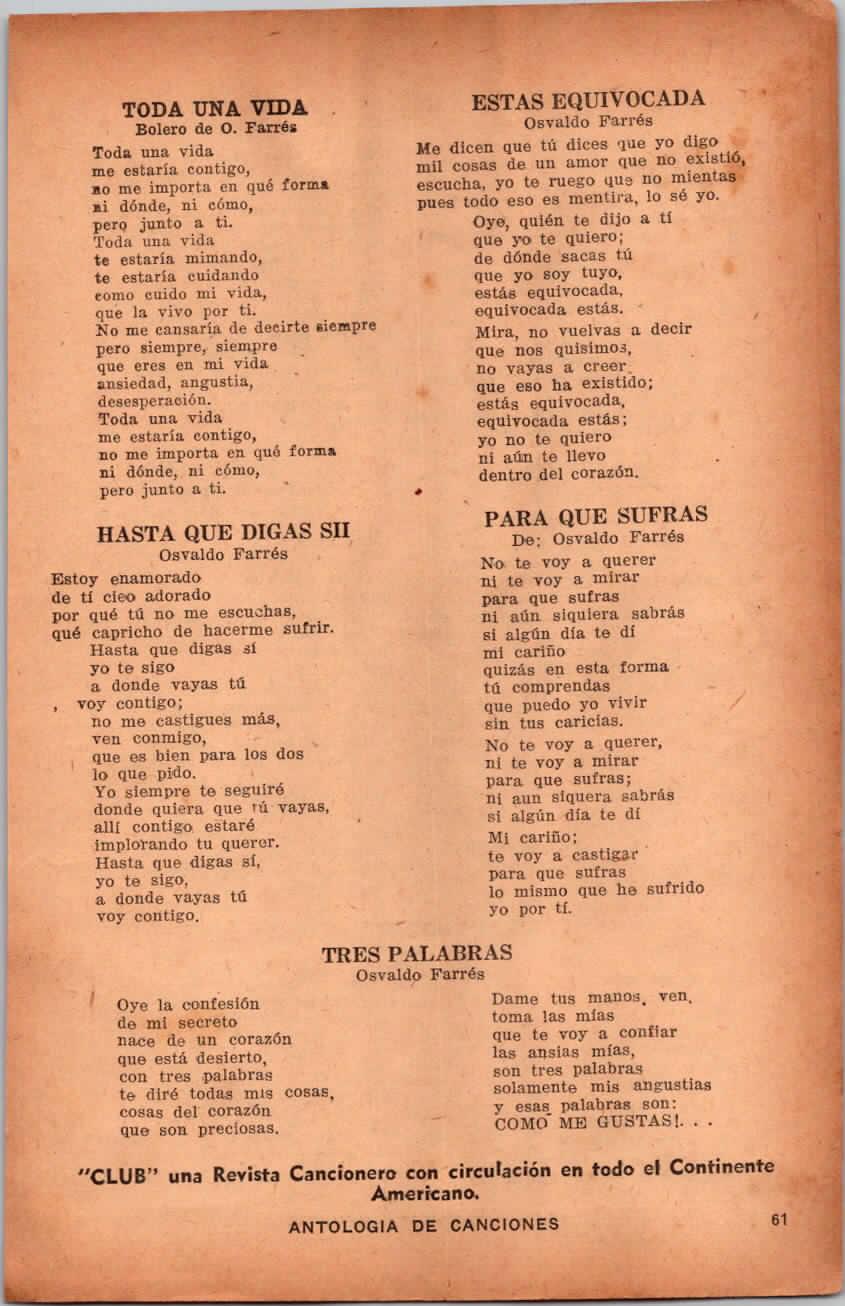 TODA UNA VIDA
Bolero de O. Farrés
Toda una vida
me estaría contigo,
no me importa en qué forma
ni dónde, ni cómo,
pero junto a ti.
Toda una vida
te estaría mimando,
te estaría cuidando
como cuido mi vida,
que la vivo por ti.
No me cansaría de decirte siempre
pero siempre, siempre
que eres en mi vida
ansiedad, angustia,
desesperación.
Toda una vida
me estaría contigo,
no me importa en qué forma
ni dónde, ni cómo,
pero junto a ti.
HASTA QUE DIGAS SII
Osvaldo Farrés
Estoy enamorado
de tí cieo adorado
por qué tú no me escuchas,
qué capricho de hacerme sufrir.
Hasta que digas sí
yo te sigo
a donde vayas tú
voy contigo;
no me castigues más,
ven conmigo,
que es bien para los dos
lo que pido.
Yo siempre te seguiré
donde quiera que tú vayas,
allí contigo estaré
implorando tu querer.
Hasta que digas sí,
yo te sigo,
a donde vayas tú
voy contigo.
ESTAS EQUIVOCADA
Osvaldo Farrés
Me dicen que tú dices que yo digo
mil cosas de un amor que no existió,
escucha, yo te ruego que no mientas
pues todo eso es mentira, lo sé yo.
Oye, quién te dijo a tí
que yo te quiero;
de dónde sacas tú
que yo soy tuyo,
estás equivocada,
equivocada estás.
Mira, no vuelvas a decir
que nos quisimos,
no vayas a creer
que eso ha existido;
estás equivocada,
equivocada estás;
yo no te quiero
ni aún te llevo
dentro del corazón.
PARA QUE SUFRAS
De: Osvaldo Farrés
No te voy a querer
ni te voy a mirar
para que sufras
ni aún siquiera sabrás
si algún día te dí
mi cariño
quizás en esta forma
tú comprendas
que puedo yo vivir
sin tus caricias.
No te voy a querer,
ni te voy a mirar
para que sufras;
ni aun siquera sabrás
si algún día te dí
Mi cariño;
te voy a castigar
para que sufras
lo mismo que he sufrido
yo por tí.
TRES PALABRAS
Osvaldo Farrés
Oye la confesión
de mi secreto
nace de un corazón
que está desierto,
con tres palabras
te diré todas mis cosas,
cosas del corazón
que son preciosas.
Dame tus manos, ven,
toma las mías
que te voy a confiar
las ansias mías,
son tres palabras
solamente mis angustias
y esas palabras son:
COMO ME GUSTAS!. . .
"CLUB" una Revista Cancionero con circulación en todo el Continente
Americano.
ANTOLOGIA DE CANCIONES
61